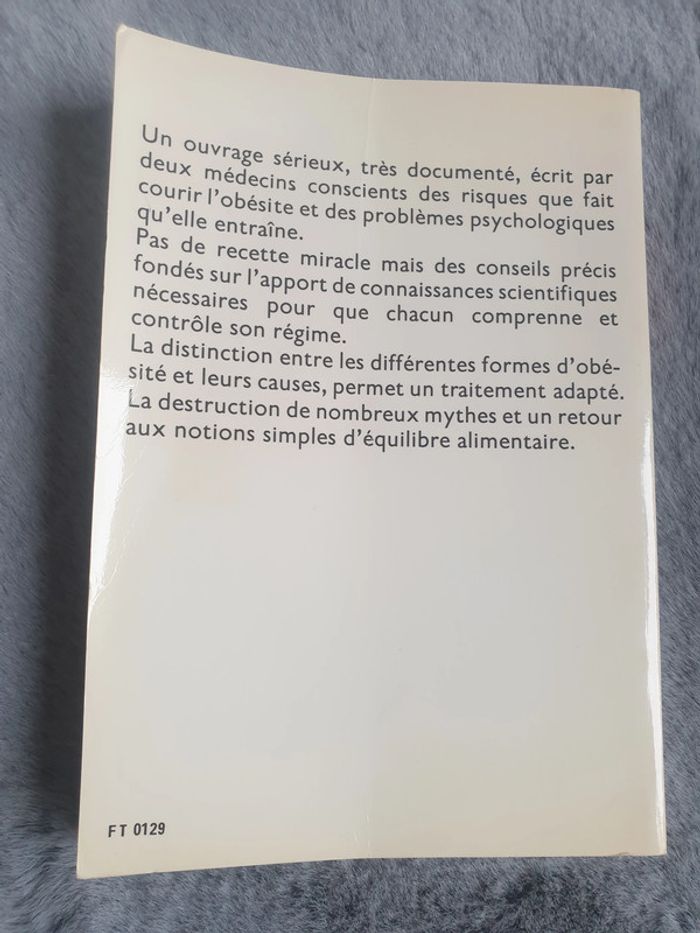 Un ouvrage sérieux, très documenté, écrit par
deux médecins conscients des risques que fait
courir l'obésite et des problèmes psychologiques
qu'elle entraîne.
Pas de recette miracle mais des conseils précis
fondés sur l'apport de connaissances scientifiques
nécessaires pour que chacun comprenne et
contrôle son régime.
La distinction entre les différentes formes d'obé-
sité et leurs causes, permet un traitement adapté.
La destruction de nombreux mythes et un retour
aux notions simples d'équilibre alimentaire.
FT 0129